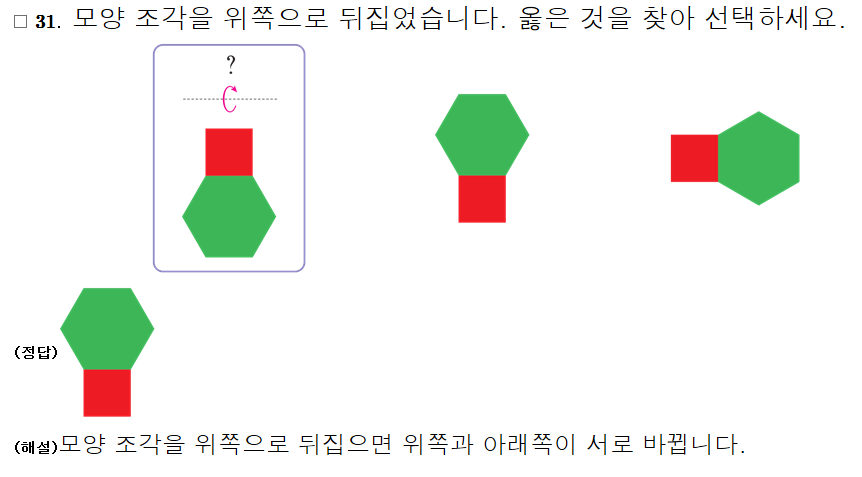 □ 31. 모양 조각을 위쪽으로 뒤집었습니다. 옳은 것을 찾아 선택하세요.
?
(정답)
(해설)모양 조각을 위쪽으로 뒤집으면 위쪽과 아래쪽이 서로 바뀝니다.